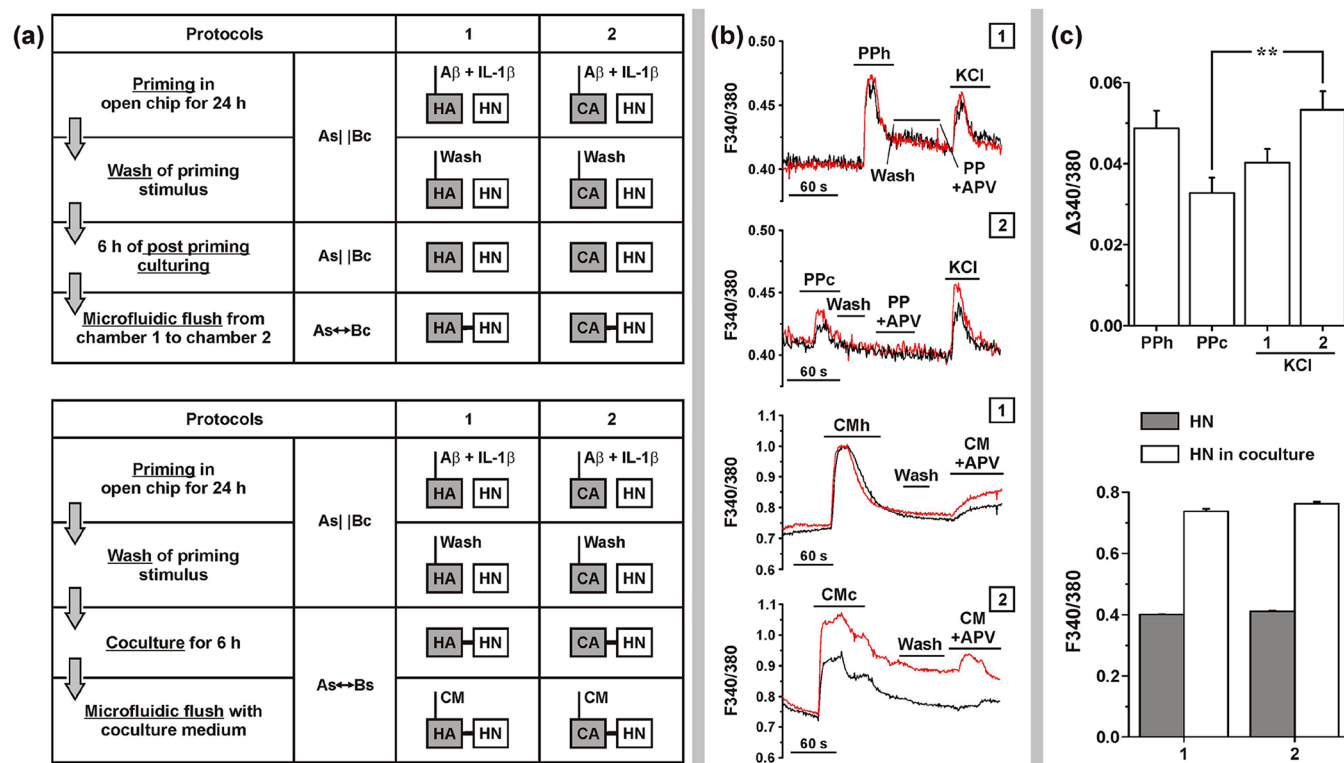 (a)
Protocols 1 2
Priming in
open chip for 24 h
As| |Bc
Aβ + IL-1β
HA HN
Aβ + IL-1β
CA HN
Wash of priming
stimulus
Wash
HA HN
Wash
CA HN
6 h of post priming
culturing
As| |Bc
HA HN
CA HN
Microfluidic flush from
chamber 1 to chamber 2
As↔Bc
HA HN
CA HN
Protocols 1 2
Priming in
open chip for 24 h
As| |Bc
Aβ + IL-1β
HA HN
Aβ + IL-1β
CA HN
Wash of priming
stimulus
Wash
HA HN
Wash
CA HN
Coculture for 6 h
As↔Bs
HA HN
CA HN
Microfluidic flush with
coculture medium
CM
HA HN
CM
CA HN
(b)
1
F340/380
0.50
0.45
0.40
PPh
KCl
Wash
PP
+APV
60 s
2
F340/380
0.50
0.45
0.40
PPc
Wash
PP
+APV
KCl
60 s
1
F340/380
1.1
1.0
0.9
0.8
0.7
0.6
CMh
Wash
CM
+APV
60 s
2
F340/380
1.1
1.0
0.9
0.8
0.7
0.6
CMc
Wash
CM
+APV
60 s
(c)
**
Δ340/380
0.06
0.04
0.02
0.00
PPh PPc 1 2
KCl
HN
HN in coculture
F340/380
0.8
0.6
0.4
0.2
0.0
1 2